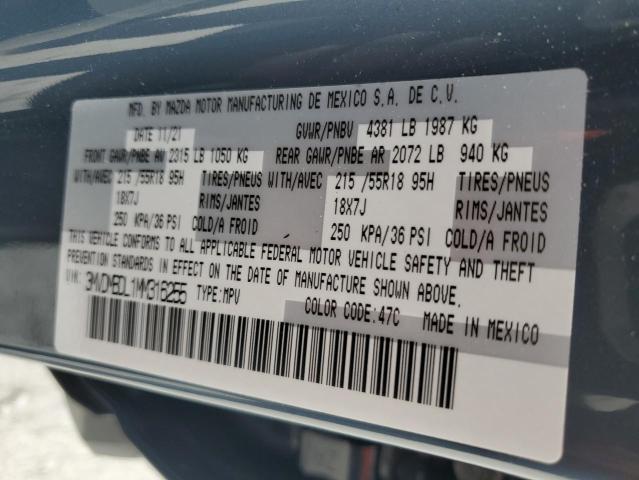 MFD. BY MAZDA MOTOR MANUFACTURING DE MEXICO S.A. DE C.V.
DATE 11/21 GVWR/PNBV 4381 LB 1987 KG
FRONT GAWR/PNBE AV 2315 LB 1050 KG REAR GAWR/PNBE AR 2072 LB 940 KG
WITH/AVEC 215 /55R18 95H TIRES/PNEUS WITH/AVEC 215 /55R18 95H TIRES/PNEUS
18X7J RIMS/JANTES 18X7J RIMS/JANTES
250 KPA/36 PSI COLD/A FROID 250 KPA/36 PSI COLD/A FROID
THIS VEHICLE CONFORMS TO ALL APPLICABLE FEDERAL MOTOR VEHICLE SAFETY AND THEFT
PREVENTION STANDARDS IN EFFECT ON THE DATE OF MANUFACTURE SHOWN ABOVE.
VIN: TYPE:MPV COLOR CODE:47C MADE IN MEXICO